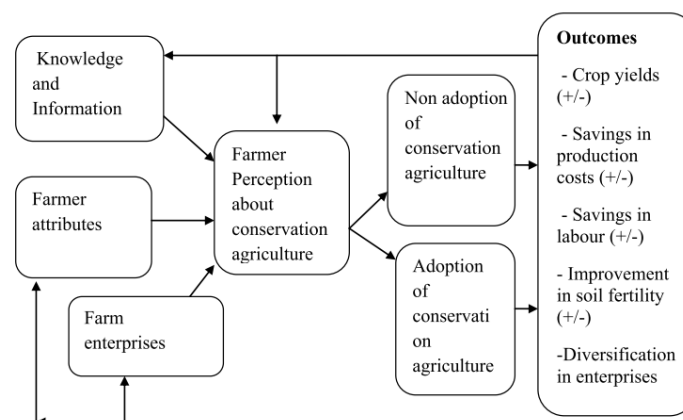 Knowledge
and
Information
Farmer
attributes
Farm
enterprises
Farmer
Perception
about
conservation
agriculture
Non adoption
of
conservation
agriculture
Adoption
of
conservati
on
agriculture
Outcomes
- Crop yields
(+/-)
- Savings in
production
costs (+/-)
- Savings in
labour (+/-)
- Improvement
in soil fertility
(+/-)
-Diversification
in enterprises